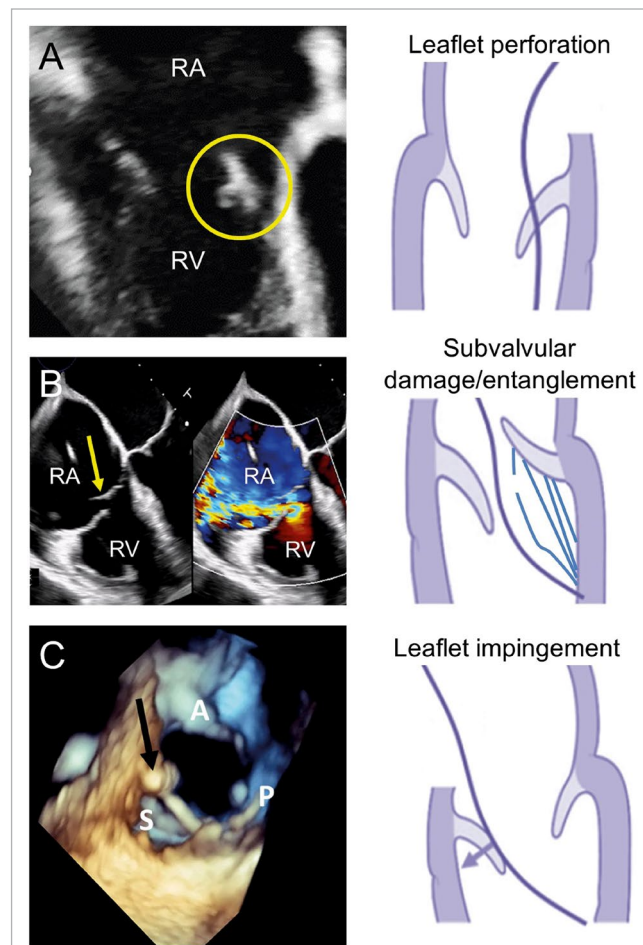 A
RA
RV
Leaflet perforation
B
RA
RV
RA
RV
Subvalvular
damage/entanglement
C
A
S
P
Leaflet impingement